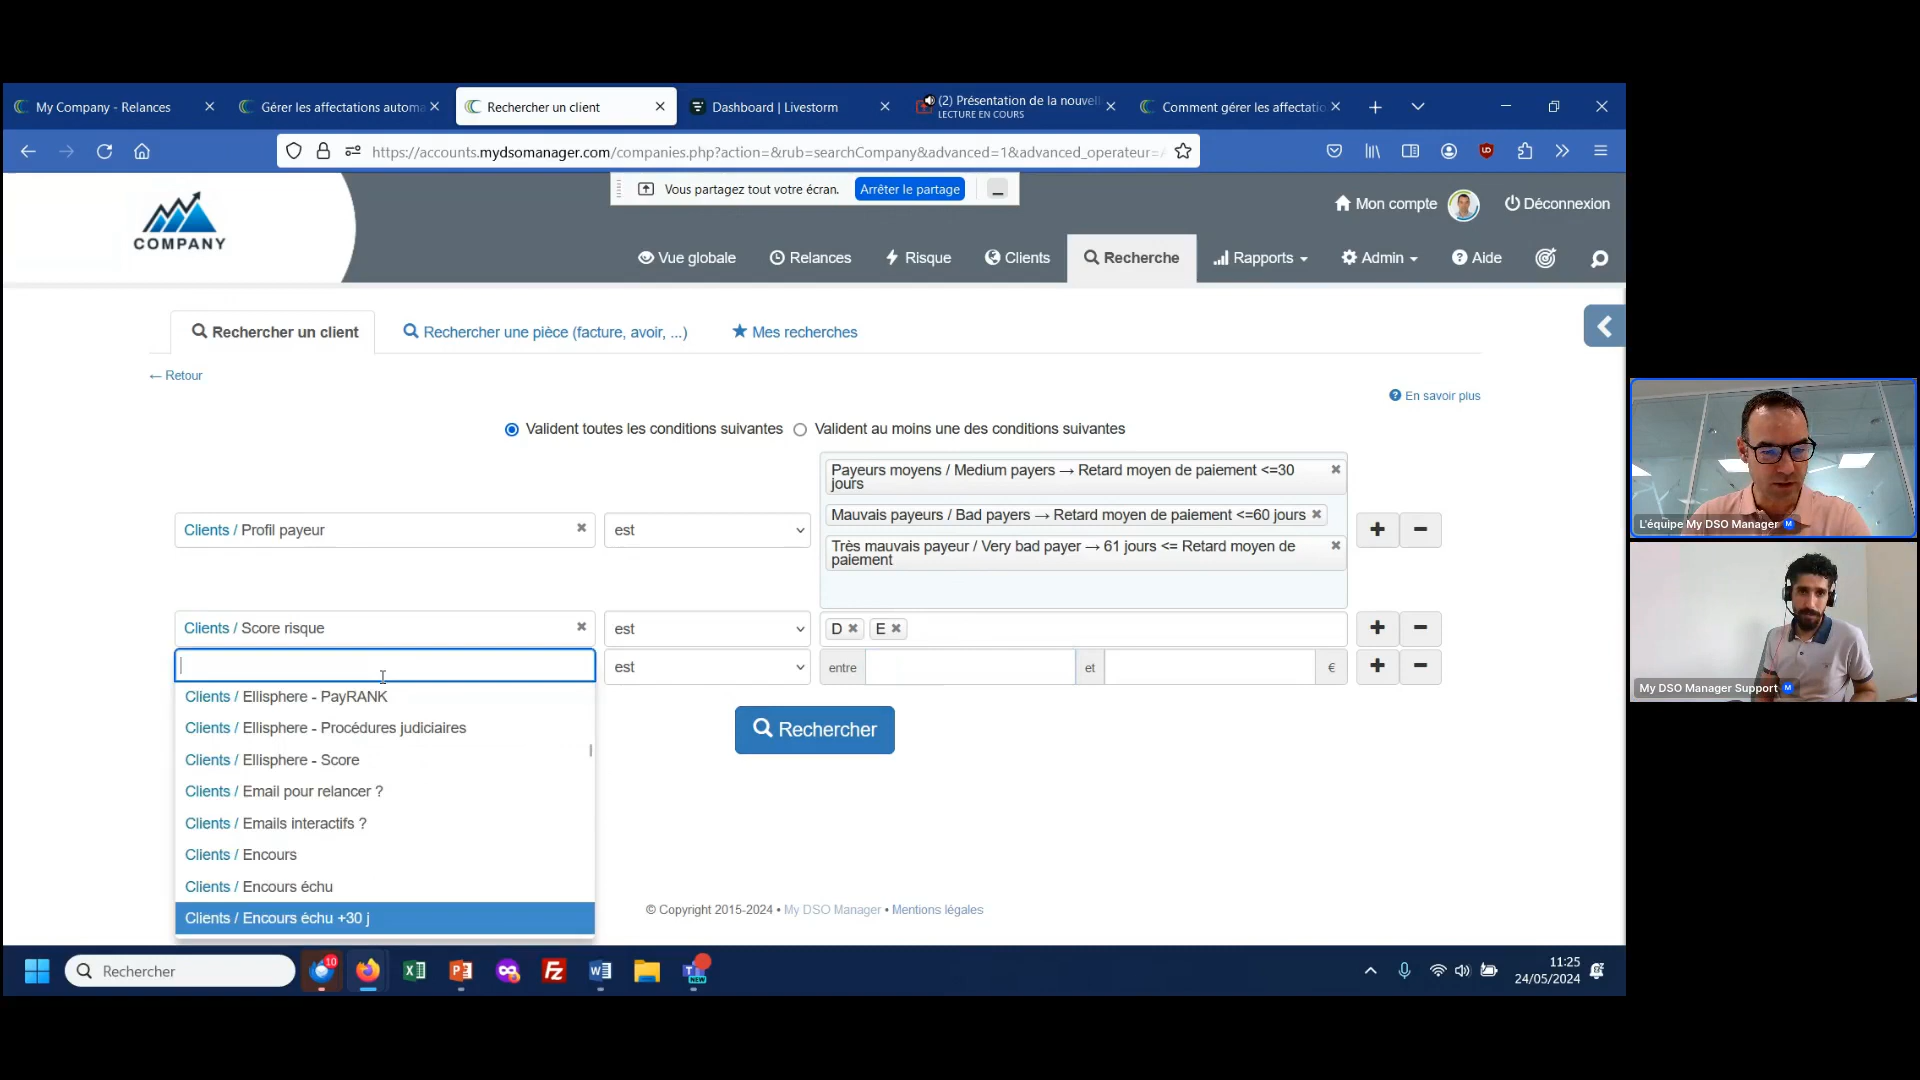 My Company - Relances
Gérer les affectations autom
Rechercher un client
Dashboard | Livestorm
(2) Présentation de la nouvell
LECTURE EN COURS
Comment gérer les affectatio
https://accounts.mydsomanager.com/companies.php?action=&rub=searchCompany&advanced=1&advanced_operateur=
Vous partagez tout votre écran.
Arrêter le partage
COMPANY
Mon compte
Déconnexion
Vue globale
Relances
Risque
Clients
Recherche
Rapports
Admin
Aide
Rechercher un client
Rechercher une pièce (facture, avoir, ...)
Mes recherches
← Retour
En savoir plus
Valident toutes les conditions suivantes
Valident au moins une des conditions suivantes
Payeurs moyens / Medium payers → Retard moyen de paiement <=30
jours
Mauvais payeurs / Bad payers → Retard moyen de paiement <=60 jours
Très mauvais payeur / Very bad payer → 61 jours <= Retard moyen de
paiement
Clients / Profil payeur
est
Clients / Score risque
est
D
E
est
entre
et
€
Clients / Ellisphere - PayRANK
Clients / Ellisphere - Procédures judiciaires
Clients / Ellisphere - Score
Clients / Email pour relancer ?
Clients / Emails interactifs ?
Clients / Encours
Clients / Encours échu
Clients / Encours échu +30 j
Rechercher
© Copyright 2015-2024 • My DSO Manager • Mentions légales
L'équipe My DSO Manager
My DSO Manager Support
Rechercher
10
NEW
11:25
24/05/2024